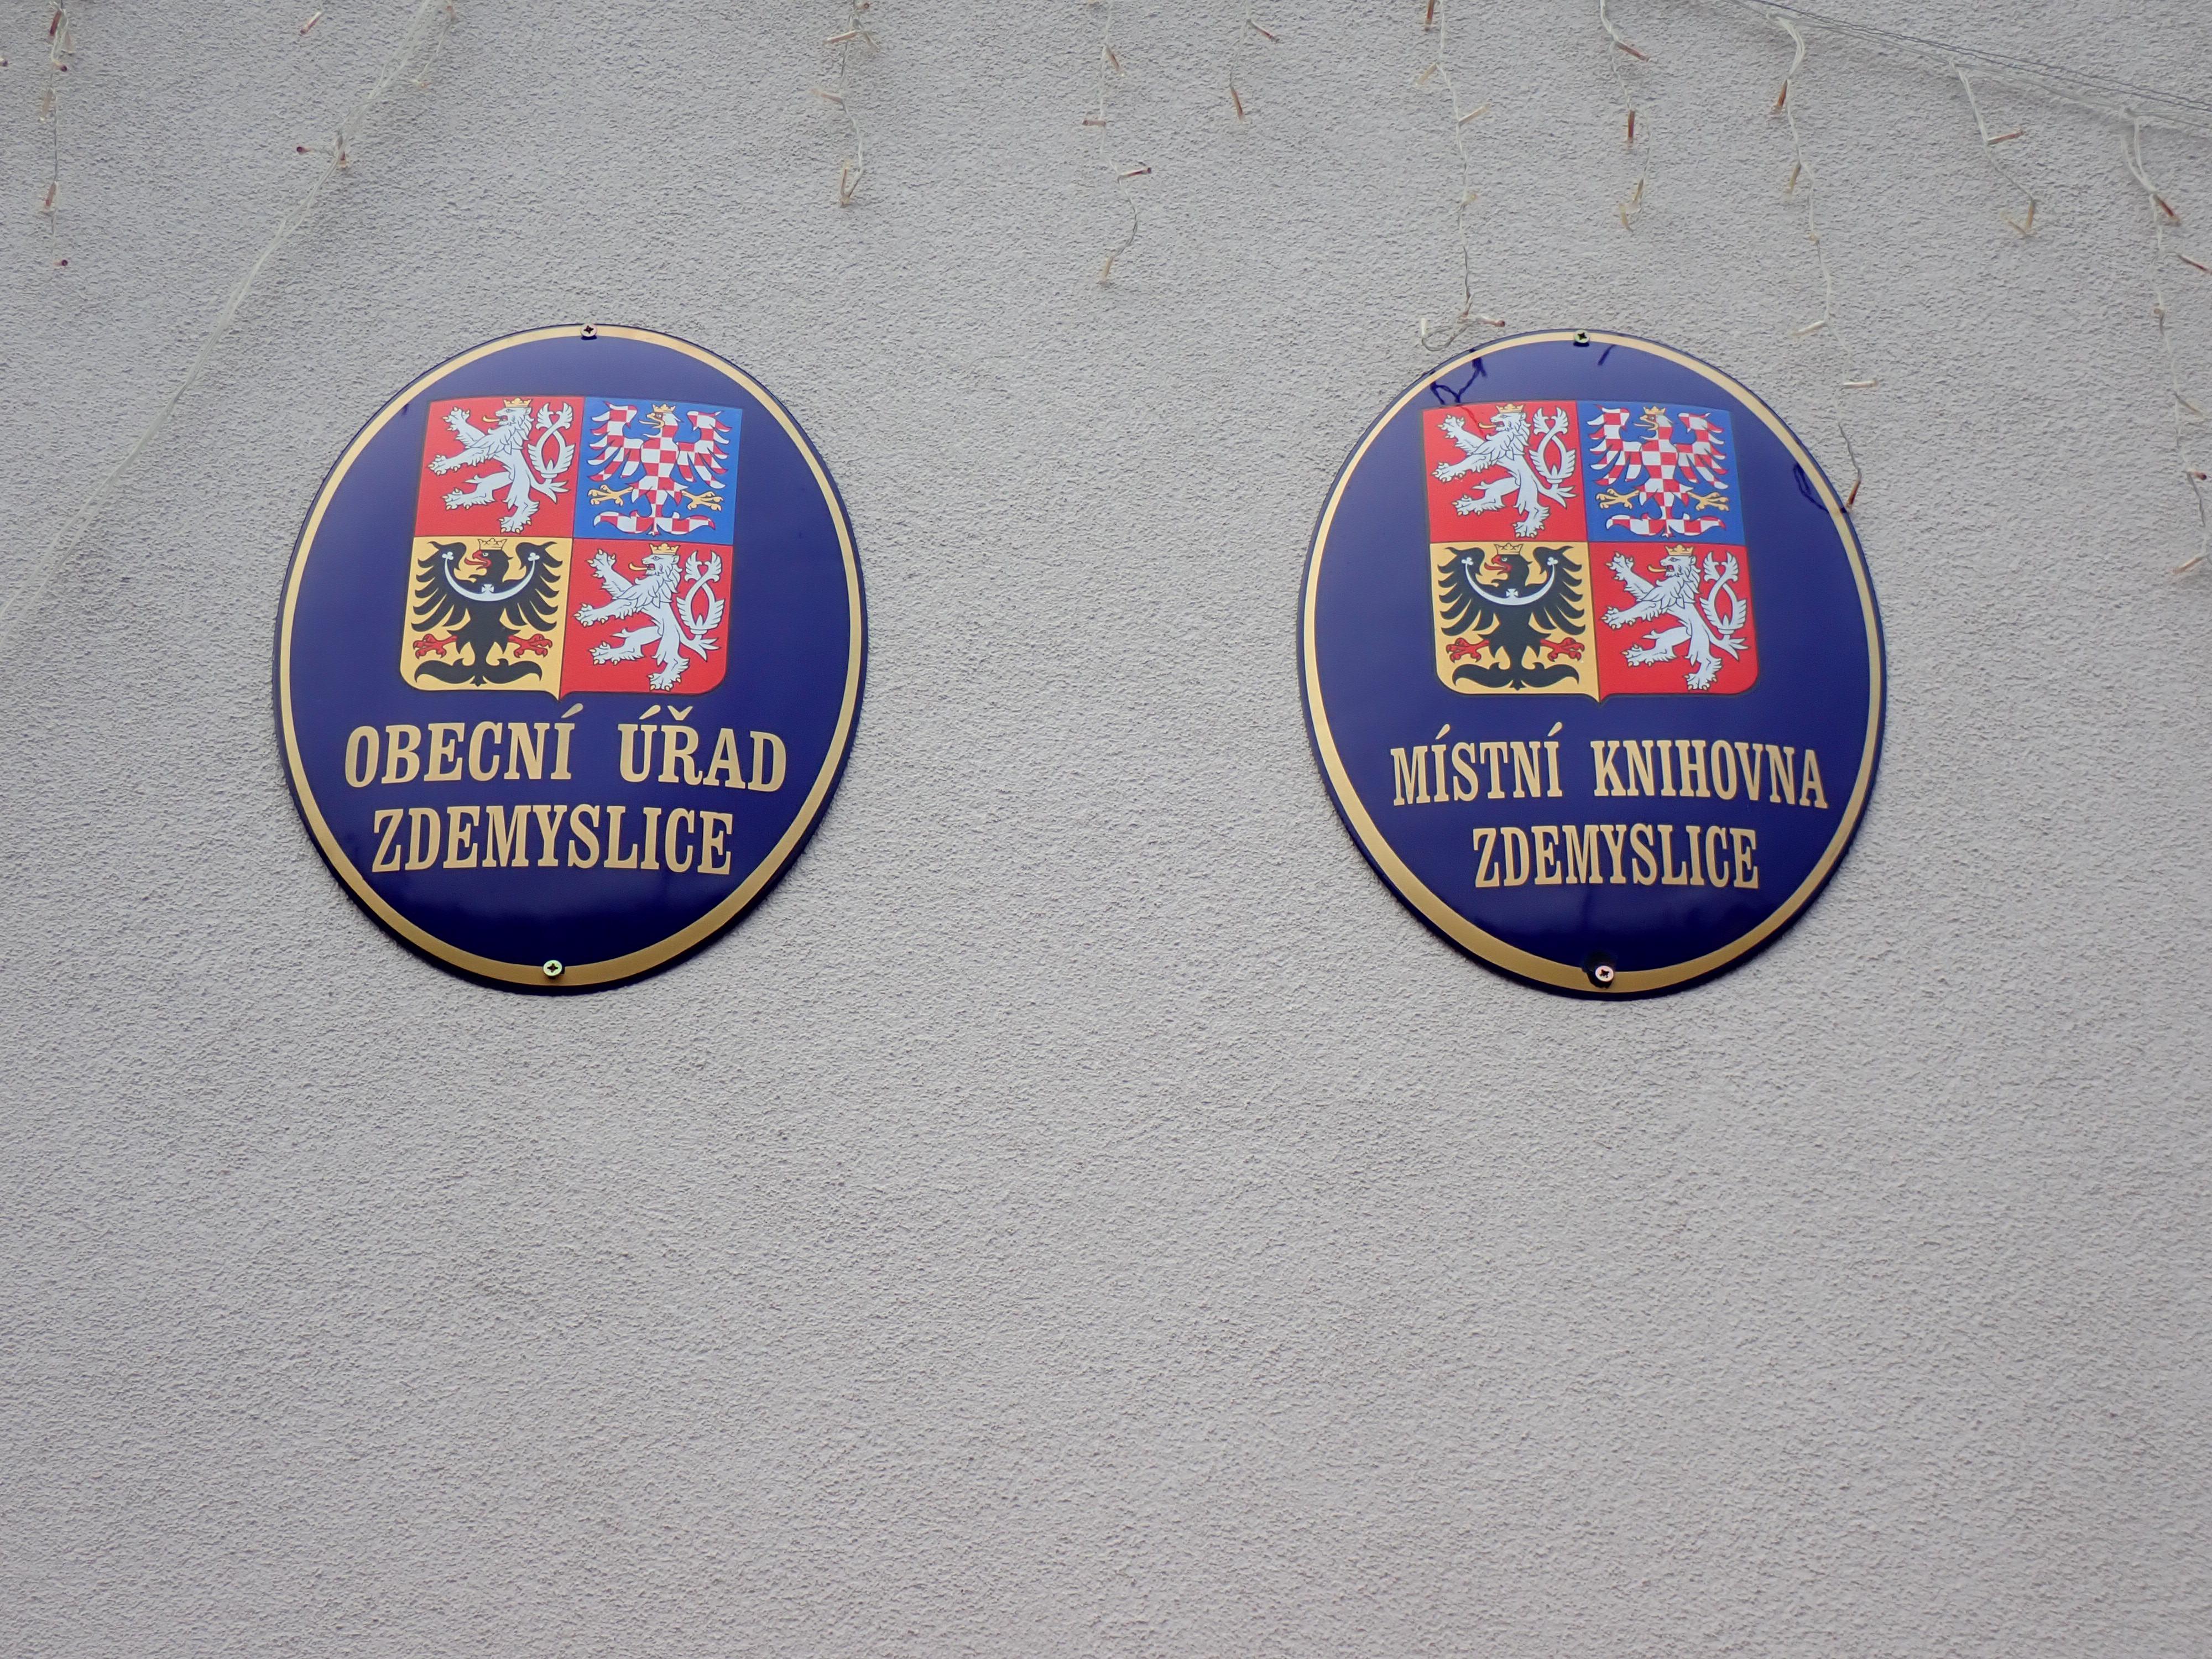 OBECNÍ ÚŘAD
ZDEMYSLICE
MÍSTNÍ KNIHOVNA
ZDEMYSLICE